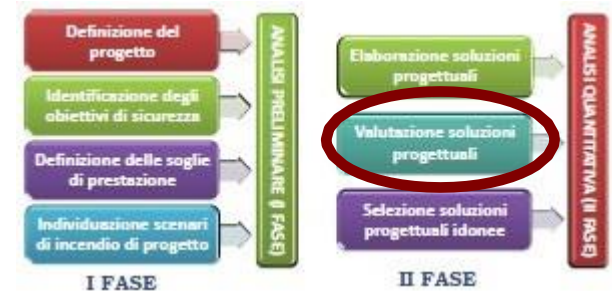 Definizione del
progetto
Identificazione degli
obiettivi di sicurezza
Definizione delle soglie
di prestazione
Individuazione scenari
di incendio di progetto
ANALISI PRELIMINARE (I FASE)
I FASE
Elaborazione soluzioni
progettuali
Valutazione soluzioni
progettuali
Selezione soluzioni
progettuali idonee
ANALISI QUANTITATIVA (II FASE)
II FASE